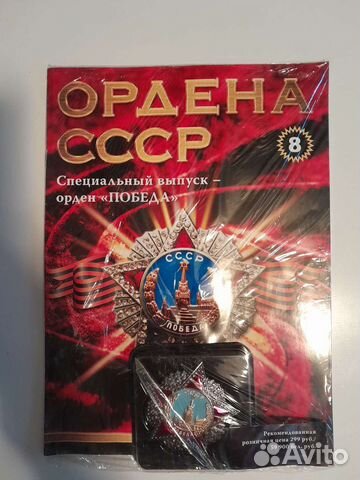 ОРДЕНА
СССР
8
Специальный выпуск –
орден «ПОБЕДА»
СССР
ПОБЕДА
Рекомендованная
розничная цена 299 руб./
Avito